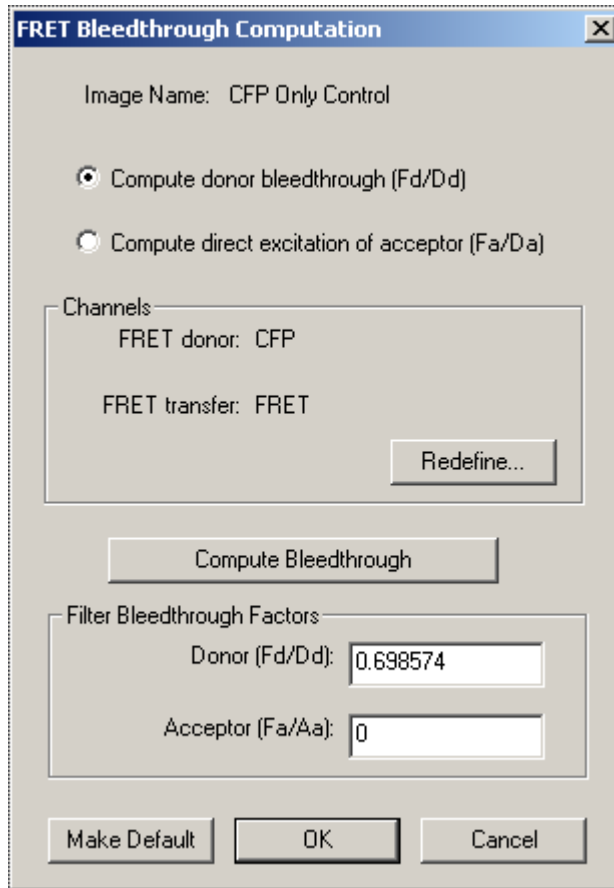 FRET Bleedthrough Computation
Image Name: CFP Only Control
Compute donor bleedthrough (Fd/Dd)
Compute direct excitation of acceptor (Fa/Da)
Channels
FRET donor: CFP
FRET transfer: FRET
Redefine...
Compute Bleedthrough
Filter Bleedthrough Factors
Donor (Fd/Dd): 0.698574
Acceptor (Fa/Aa): 0
Make Default OK Cancel